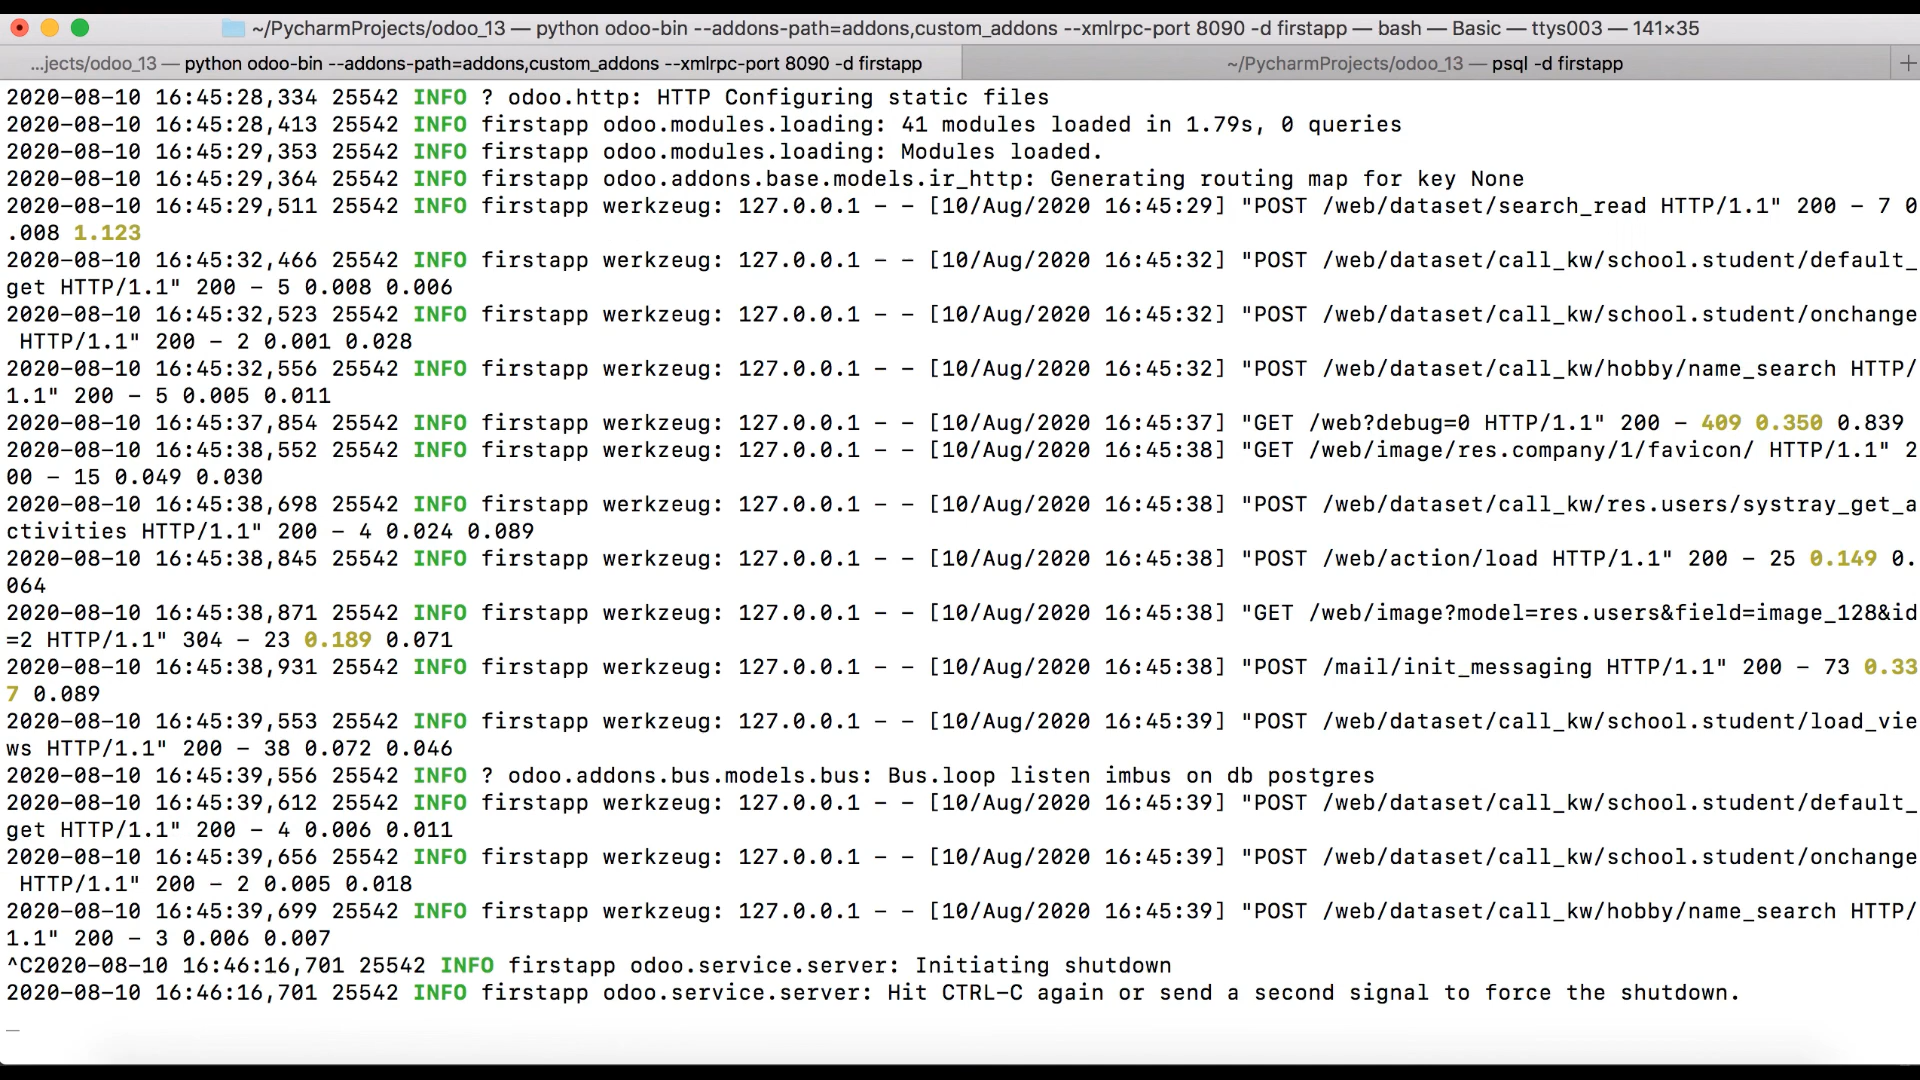 ~/PycharmProjects/odoo_13 — python odoo-bin --addons-path=addons,custom_addons --xmlrpc-port 8090 -d firstapp — bash — Basic — ttys003 — 141×35
...jects/odoo_13 — python odoo-bin --addons-path=addons,custom_addons --xmlrpc-port 8090 -d firstapp
~/PycharmProjects/odoo_13 — psql -d firstapp
+
2020-08-10 16:45:28,334 25542 INFO ? odoo.http: HTTP Configuring static files
2020-08-10 16:45:28,413 25542 INFO firstapp odoo.modules.loading: 41 modules loaded in 1.79s, 0 queries
2020-08-10 16:45:29,353 25542 INFO firstapp odoo.modules.loading: Modules loaded.
2020-08-10 16:45:29,364 25542 INFO firstapp odoo.addons.base.models.ir_http: Generating routing map for key None
2020-08-10 16:45:29,511 25542 INFO firstapp werkzeug: 127.0.0.1 - - [10/Aug/2020 16:45:29] "POST /web/dataset/search_read HTTP/1.1" 200 - 7 0
.008 1.123
2020-08-10 16:45:32,466 25542 INFO firstapp werkzeug: 127.0.0.1 - - [10/Aug/2020 16:45:32] "POST /web/dataset/call_kw/school.student/default_
get HTTP/1.1" 200 - 5 0.008 0.006
2020-08-10 16:45:32,523 25542 INFO firstapp werkzeug: 127.0.0.1 - - [10/Aug/2020 16:45:32] "POST /web/dataset/call_kw/school.student/onchange
HTTP/1.1" 200 - 2 0.001 0.028
2020-08-10 16:45:32,556 25542 INFO firstapp werkzeug: 127.0.0.1 - - [10/Aug/2020 16:45:32] "POST /web/dataset/call_kw/hobby/name_search HTTP/
1.1" 200 - 5 0.005 0.011
2020-08-10 16:45:37,854 25542 INFO firstapp werkzeug: 127.0.0.1 - - [10/Aug/2020 16:45:37] "GET /web?debug=0 HTTP/1.1" 200 - 409 0.350 0.839
2020-08-10 16:45:38,552 25542 INFO firstapp werkzeug: 127.0.0.1 - - [10/Aug/2020 16:45:38] "GET /web/image/res.company/1/favicon/ HTTP/1.1" 2
00 - 15 0.049 0.030
2020-08-10 16:45:38,698 25542 INFO firstapp werkzeug: 127.0.0.1 - - [10/Aug/2020 16:45:38] "POST /web/dataset/call_kw/res.users/systray_get_a
ctivities HTTP/1.1" 200 - 4 0.024 0.089
2020-08-10 16:45:38,845 25542 INFO firstapp werkzeug: 127.0.0.1 - - [10/Aug/2020 16:45:38] "POST /web/action/load HTTP/1.1" 200 - 25 0.149 0.
064
2020-08-10 16:45:38,871 25542 INFO firstapp werkzeug: 127.0.0.1 - - [10/Aug/2020 16:45:38] "GET /web/image?model=res.users&field=image_128&id
=2 HTTP/1.1" 304 - 23 0.189 0.071
2020-08-10 16:45:38,931 25542 INFO firstapp werkzeug: 127.0.0.1 - - [10/Aug/2020 16:45:38] "POST /mail/init_messaging HTTP/1.1" 200 - 73 0.33
7 0.089
2020-08-10 16:45:39,553 25542 INFO firstapp werkzeug: 127.0.0.1 - - [10/Aug/2020 16:45:39] "POST /web/dataset/call_kw/school.student/load_vie
ws HTTP/1.1" 200 - 38 0.072 0.046
2020-08-10 16:45:39,556 25542 INFO ? odoo.addons.bus.models.bus: Bus.loop listen imbus on db postgres
2020-08-10 16:45:39,612 25542 INFO firstapp werkzeug: 127.0.0.1 - - [10/Aug/2020 16:45:39] "POST /web/dataset/call_kw/school.student/default_
get HTTP/1.1" 200 - 4 0.006 0.011
2020-08-10 16:45:39,656 25542 INFO firstapp werkzeug: 127.0.0.1 - - [10/Aug/2020 16:45:39] "POST /web/dataset/call_kw/school.student/onchange
HTTP/1.1" 200 - 2 0.005 0.018
2020-08-10 16:45:39,699 25542 INFO firstapp werkzeug: 127.0.0.1 - - [10/Aug/2020 16:45:39] "POST /web/dataset/call_kw/hobby/name_search HTTP/
1.1" 200 - 3 0.006 0.007
^C2020-08-10 16:46:16,701 25542 INFO firstapp odoo.service.server: Initiating shutdown
2020-08-10 16:46:16,701 25542 INFO firstapp odoo.service.server: Hit CTRL-C again or send a second signal to force the shutdown.